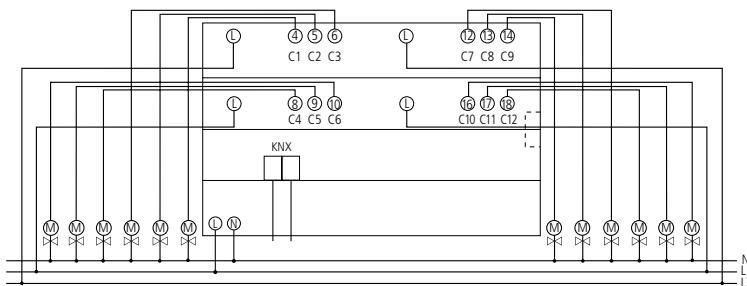 L 4 5 6 L 12 13 14
C1 C2 C3 C7 C8 C9
L 8 9 10 L 16 17 18
C4 C5 C6 C10 C11 C12
KNX
M M M M M M L N M M M M M M
N
L
L